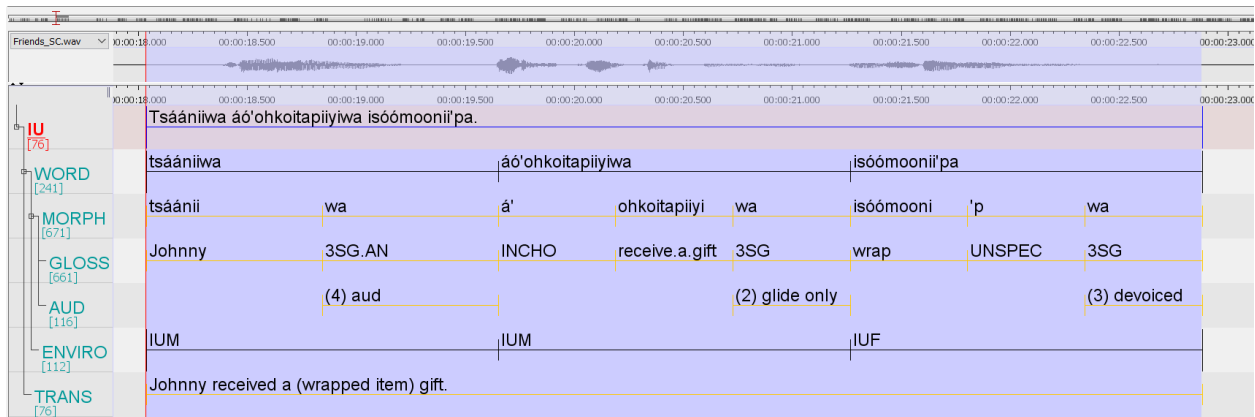 Friends_SC.wav 0:00:18.000 00:00:18.500 00:00:19.000 00:00:19.500 00:00:20.000 00:00:20.500 00:00:21.000 00:00:21.500 00:00:22.000 00:00:22.500 00:00:23.000
0:00:18.000 00:00:18.500 00:00:19.000 00:00:19.500 00:00:20.000 00:00:20.500 00:00:21.000 00:00:21.500 00:00:22.000 00:00:22.500 00:00:23.000
IU [76] Tsááníiwa áó'ohkoitapiiyiwa isóómoonii'pa.
WORD [241] tsááníiwa áó'ohkoitapiiyiwa isóómoonii'pa
MORPH [671] tsáánii wa á' ohkoitapiiyi wa isóómooni 'p wa
GLOSS [661] Johnny 3SG.AN INCHO receive.a.gift 3SG wrap UNSPEC 3SG
AUD [116] (4) aud (2) glide only (3) devoiced
ENVIRO [112] IUM IUM IUF
TRANS [76] Johnny received a (wrapped item) gift.